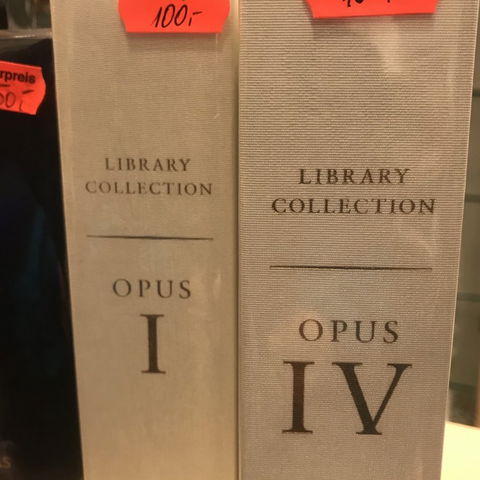 100,-
LIBRARY
COLLECTION
OPUS
I
LIBRARY
COLLECTION
OPUS
IV